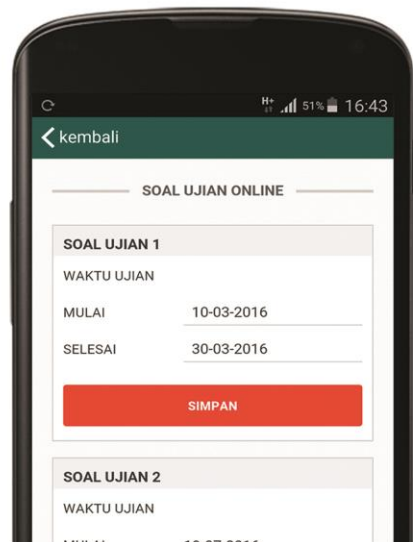 H+ 51% 16:43
kembali
SOAL UJIAN ONLINE
SOAL UJIAN 1
WAKTU UJIAN
MULAI 10-03-2016
SELESAI 30-03-2016
SIMPAN
SOAL UJIAN 2
WAKTU UJIAN